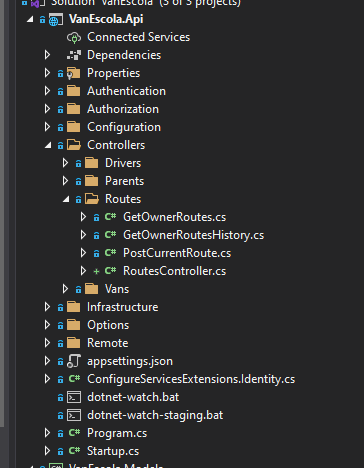 Solution 'VanEscola' (5 of 5 projects)
VanEscola.Api
Connected Services
Dependencies
Properties
Authentication
Authorization
Configuration
Controllers
Drivers
Parents
Routes
C# GetOwnerRoutes.cs
C# GetOwnerRoutesHistory.cs
C# PostCurrentRoute.cs
+ C# RoutesController.cs
Vans
Infrastructure
Options
Remote
appsettings.json
C# ConfigureServicesExtensions.Identity.cs
dotnet-watch.bat
dotnet-watch-staging.bat
C# Program.cs
C# Startup.cs
VanEscola.Models